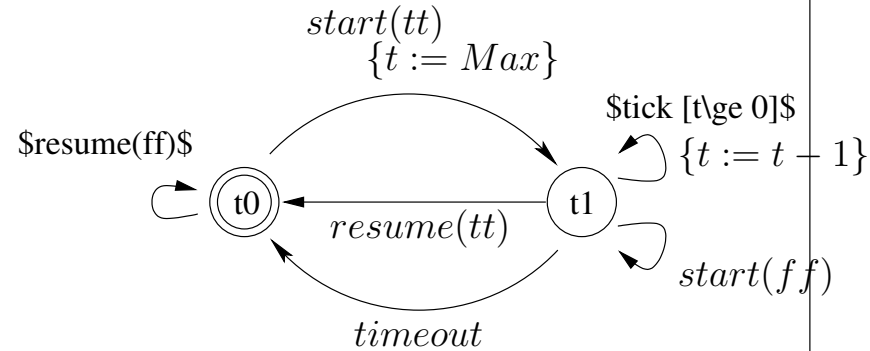 start(tt)
{t := Max}
$tick [t\ge 0]$
$resume(ff)$
{t := t − 1}
t0
t1
resume(tt)
start(ff)
timeout